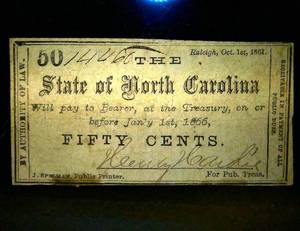 50
14466
Raleigh, Oct. 1st, 1861.
THE
State of North Carolina
Will pay to Bearer, at the Treasury, on or
before Jan'y 1st, 1866,
FIFTY CENTS.
J. SPELMAN, Public Printer.
For Pub. Treas.
BY AUTHORITY OF LAW.
RECEIVABLE IN PAYMENT OF ALL
PUBLIC DUES.